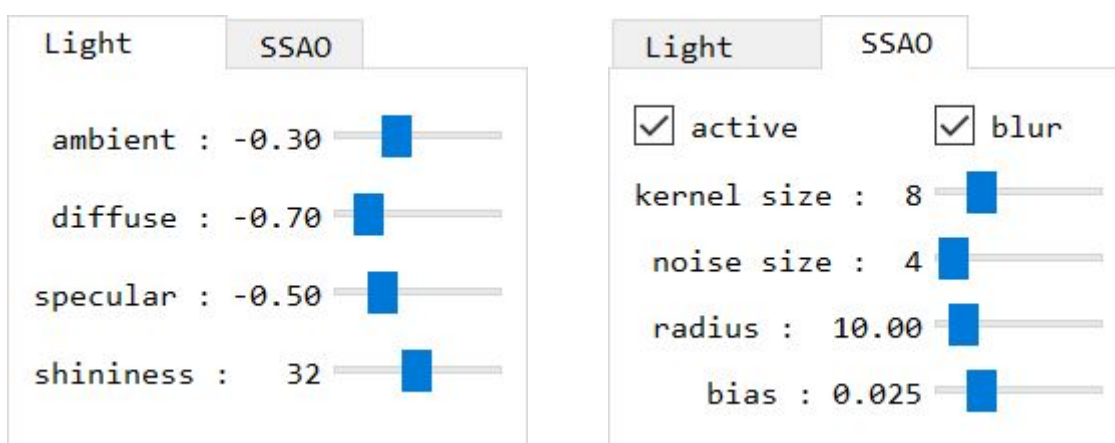 Light SSAO
ambient : -0.30
diffuse : -0.70
specular : -0.50
shininess : 32
Light SSAO
active blur
kernel size : 8
noise size : 4
radius : 10.00
bias : 0.025